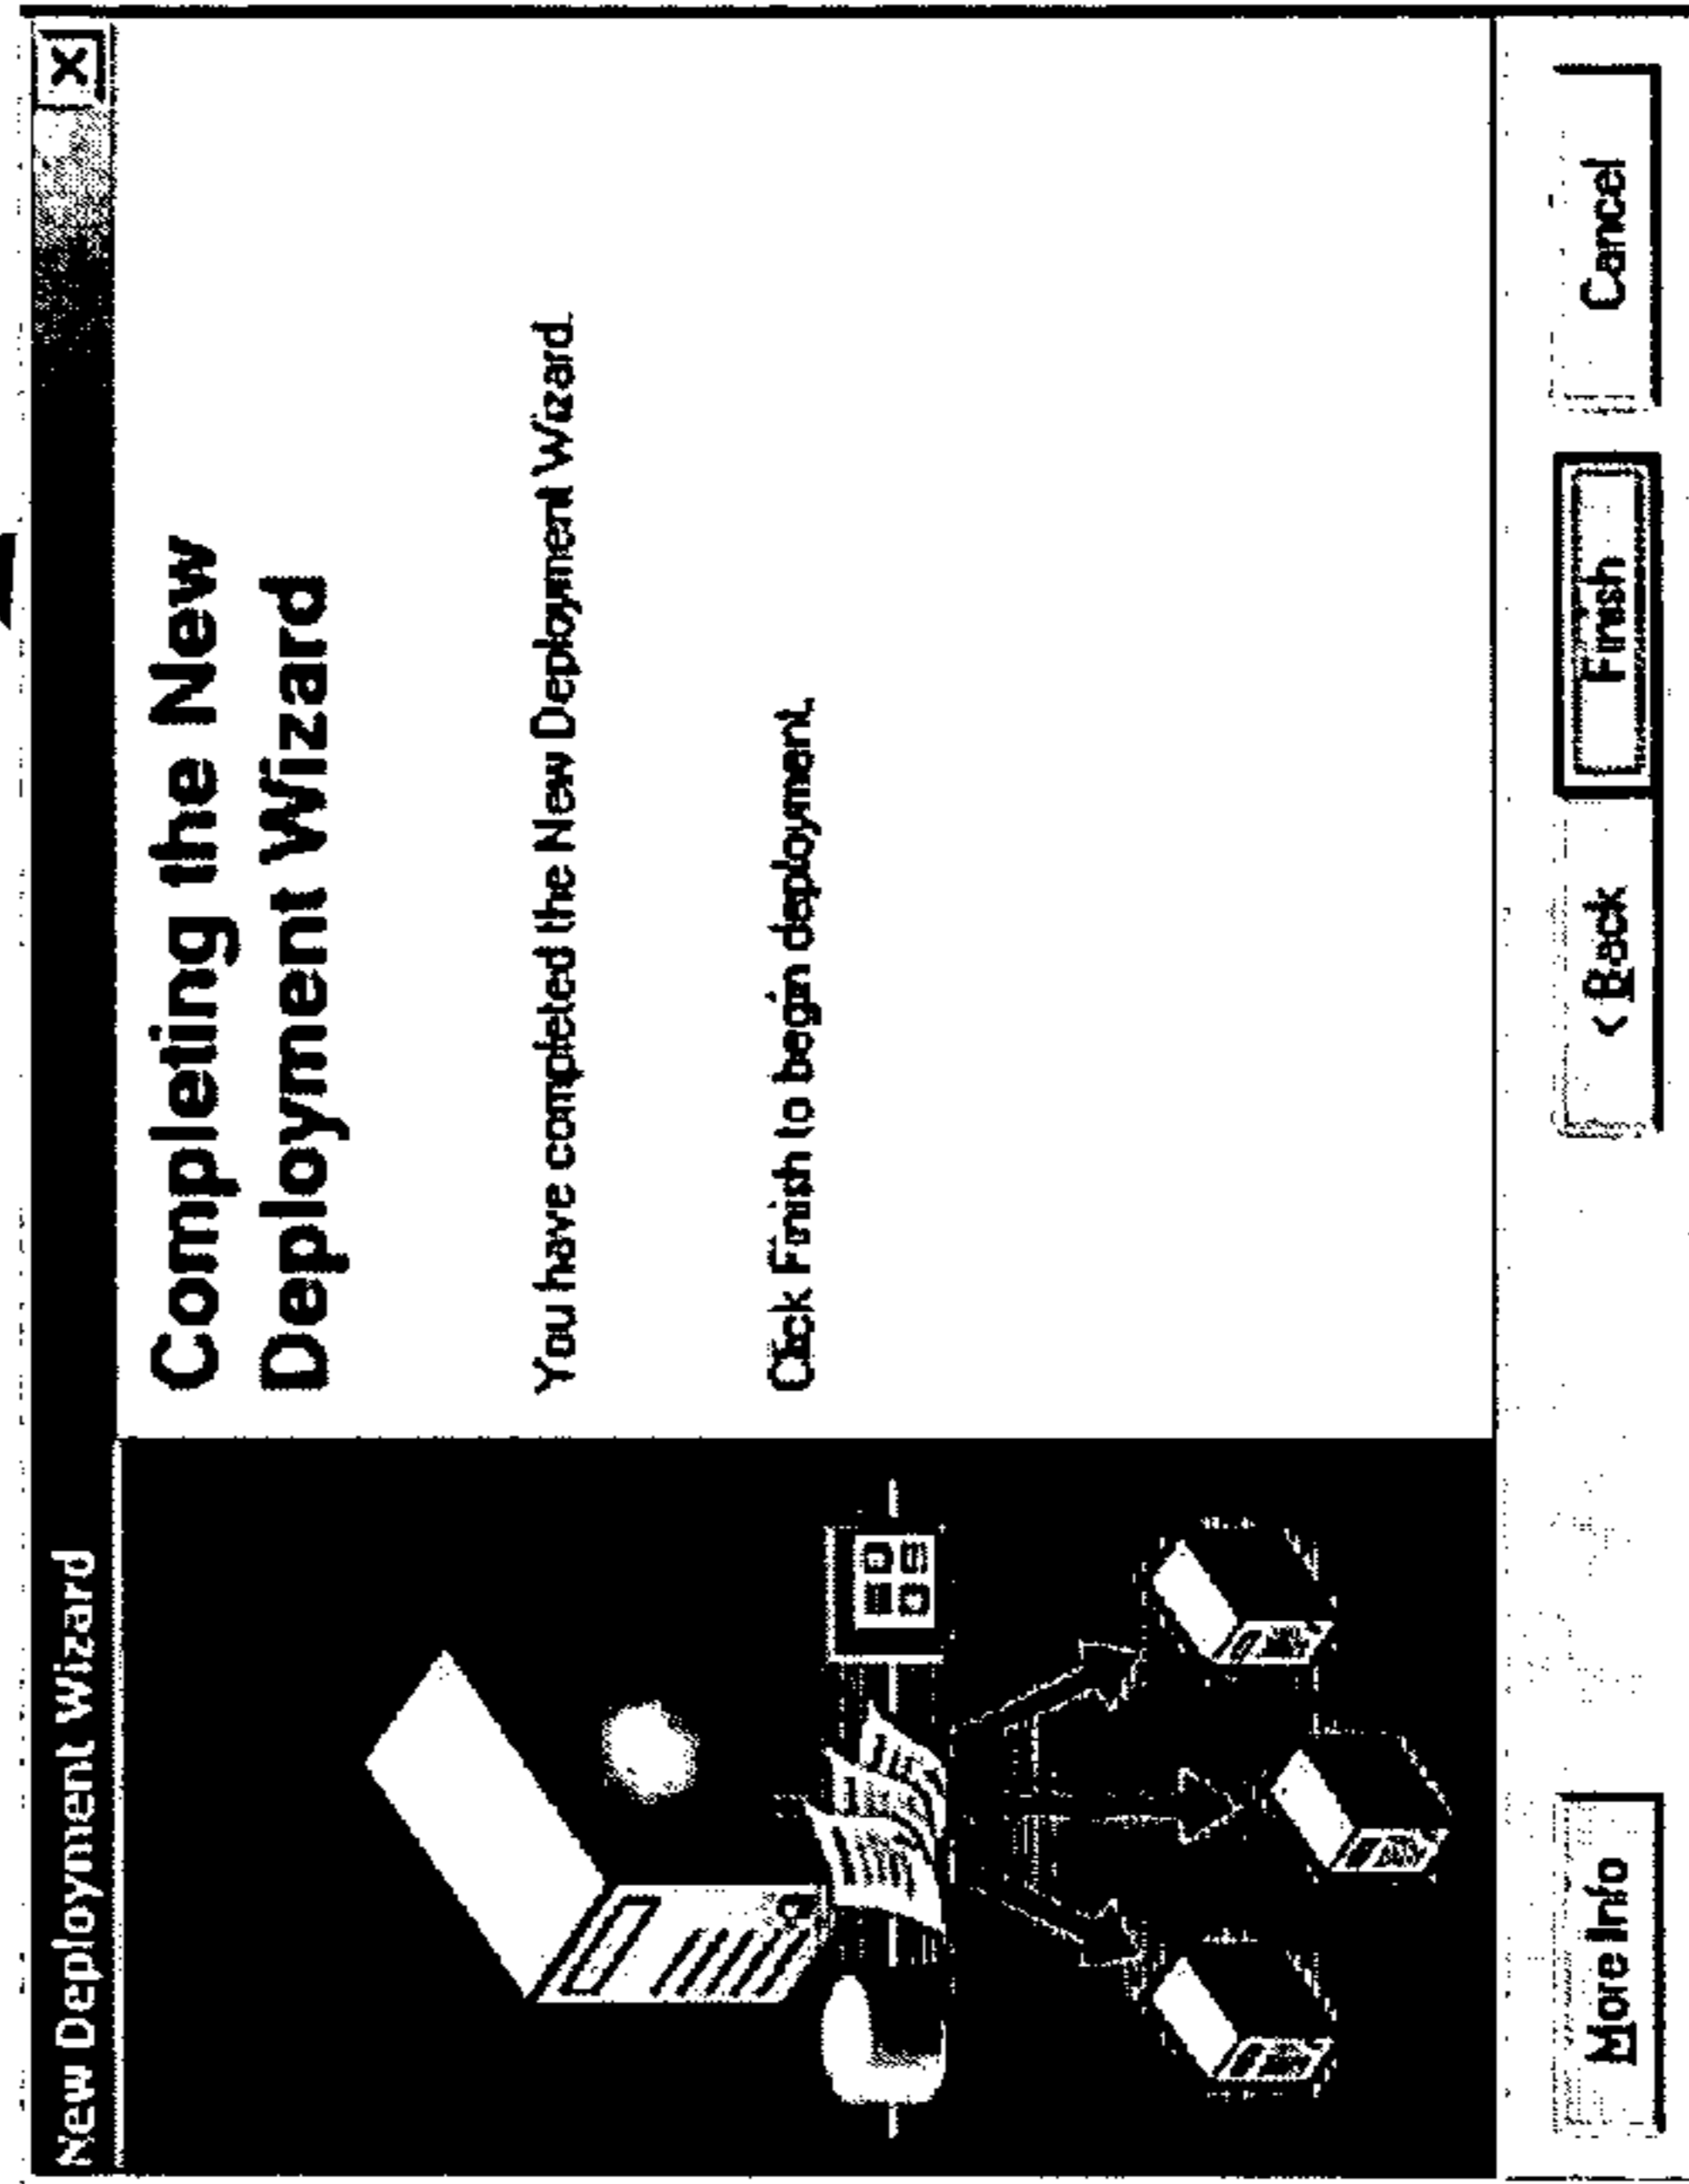 New Deployment Wizard
Completing the New
Deployment Wizard
You have completed the New Deployment Wizard.
Click Finish to begin deployment.
More Info
< Back
Finish
Cancel